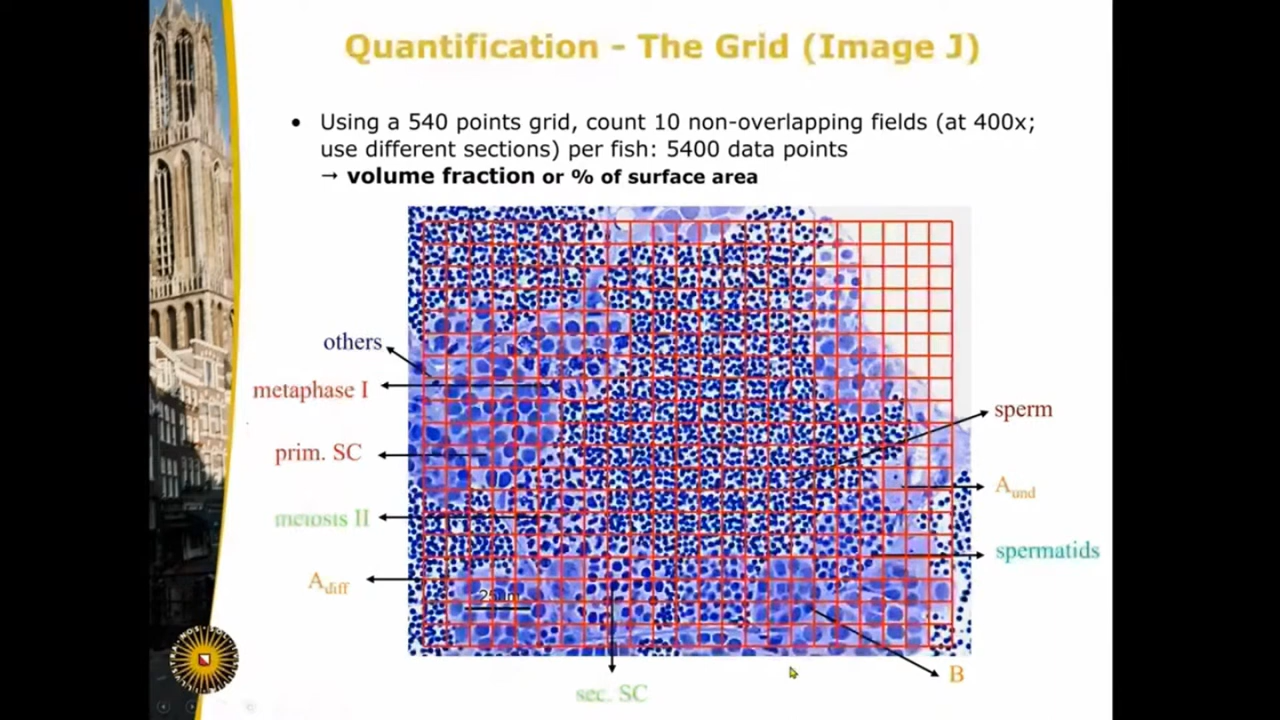 Quantification - The Grid (Image J)
• Using a 540 points grid, count 10 non-overlapping fields (at 400x;
use different sections) per fish: 5400 data points
→ volume fraction or % of surface area
others
metaphase I
sperm
prim. SC
Aund
meiosis II
spermatids
Adiff
25µm
B
sec. SC